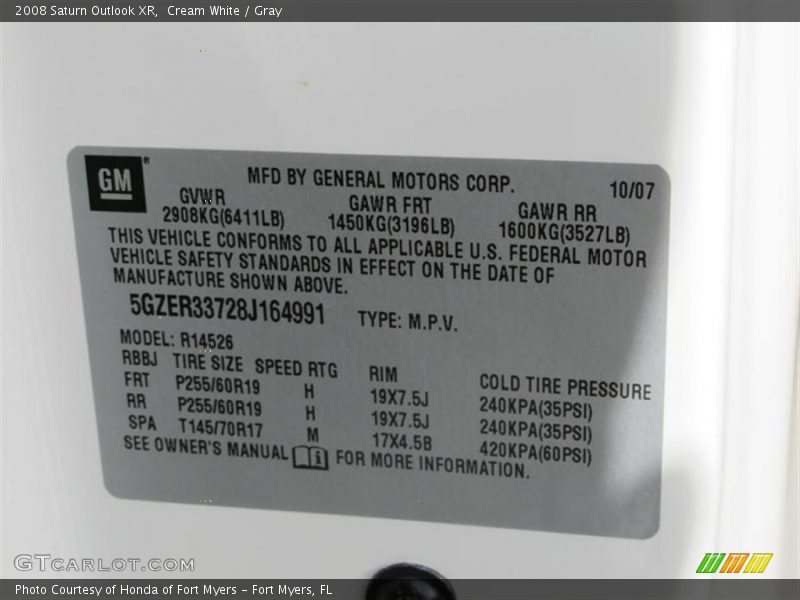 2008 Saturn Outlook XR, Cream White / Gray
GM®
MFD BY GENERAL MOTORS CORP. 10/07
GVWR GAWR FRT GAWR RR
2908KG(6411LB) 1450KG(3196LB) 1600KG(3527LB)
THIS VEHICLE CONFORMS TO ALL APPLICABLE U.S. FEDERAL MOTOR
VEHICLE SAFETY STANDARDS IN EFFECT ON THE DATE OF
MANUFACTURE SHOWN ABOVE.
5GZER33728J164991 TYPE: M.P.V.
MODEL: R14526
RBBJ TIRE SIZE SPEED RTG RIM COLD TIRE PRESSURE
FRT P255/60R19 H 19X7.5J 240KPA(35PSI)
RR P255/60R19 H 19X7.5J 240KPA(35PSI)
SPA T145/70R17 M 17X4.5B 420KPA(60PSI)
SEE OWNER'S MANUAL i FOR MORE INFORMATION.
GTCARLOT.COM
Photo Courtesy of Honda of Fort Myers - Fort Myers, FL